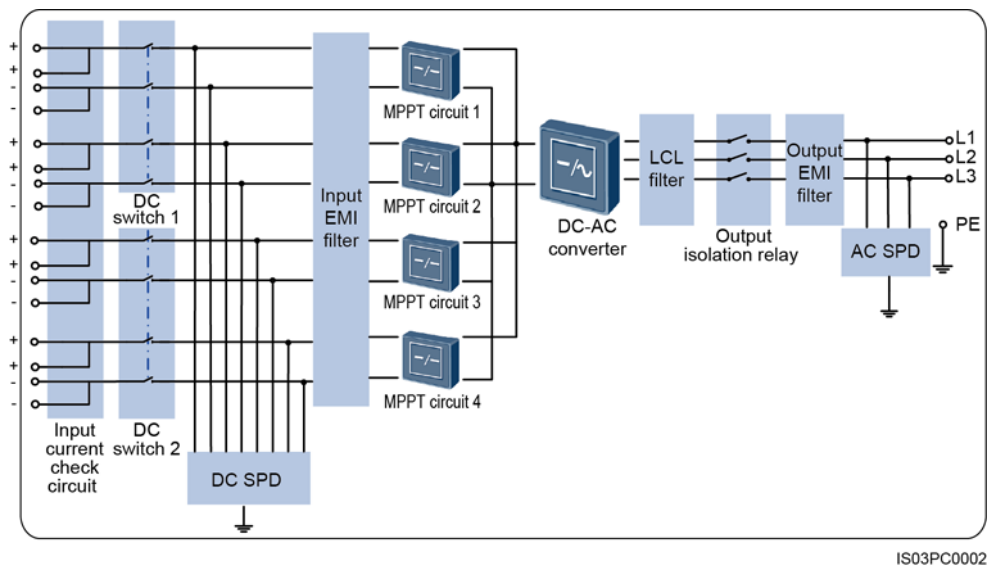 +
+
-
-
+
+
-
-
+
+
-
-
+
+
-
-
Input
current
check
circuit
DC
switch 1
DC
switch 2
DC SPD
Input
EMI
filter
MPPT circuit 1
MPPT circuit 2
MPPT circuit 3
MPPT circuit 4
DC-AC
converter
LCL
filter
Output
isolation relay
Output
EMI
filter
L1
L2
L3
PE
AC SPD
IS03PC0002